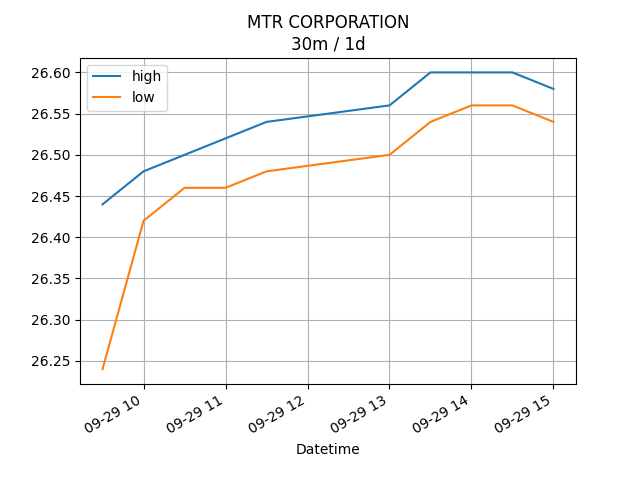 MTR CORPORATION
30m / 1d
high
low
26.60
26.55
26.50
26.45
26.40
26.35
26.30
26.25
09-29 10
09-29 11
09-29 12
09-29 13
09-29 14
09-29 15
Datetime